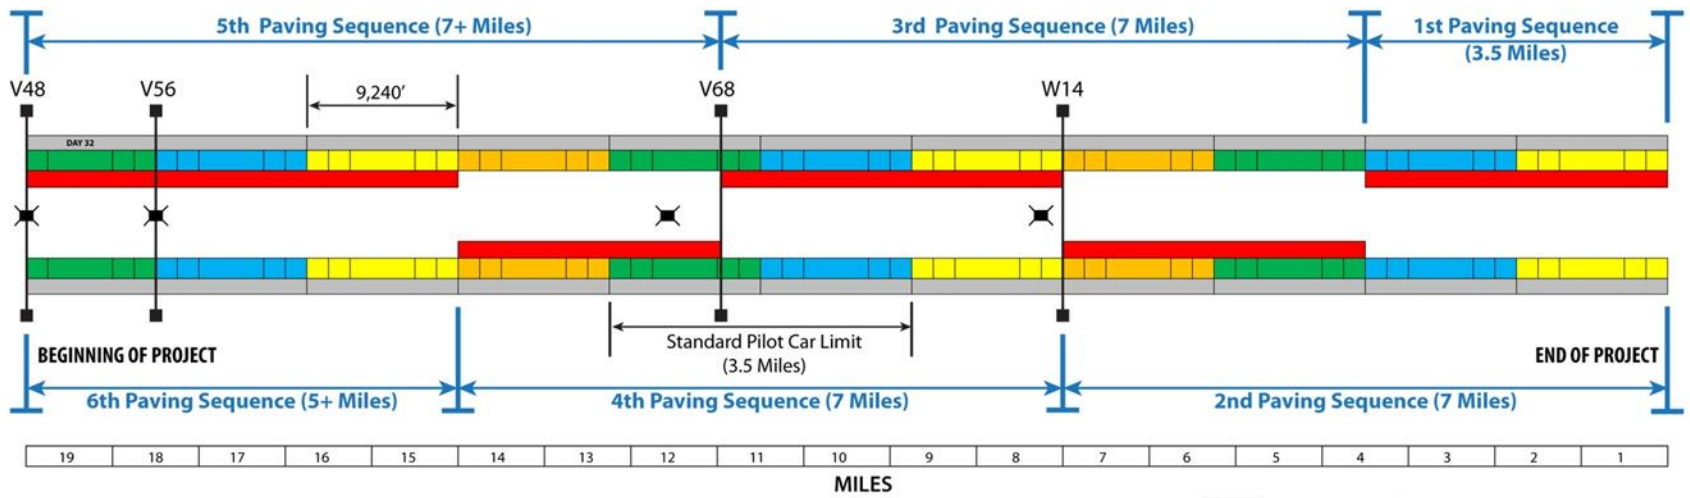 5th  Paving Sequence (7+ Miles)
3rd  Paving Sequence (7 Miles)
1st Paving Sequence
(3.5 Miles)
V48
V56
9,240’
V68
W14
DAY 32
Standard Pilot Car Limit
(3.5 Miles)
BEGINNING OF PROJECT
END OF PROJECT
6th Paving Sequence (5+ Miles)
4th Paving Sequence (7 Miles)
2nd Paving Sequence (7 Miles)
19 18 17 16 15 14 13 12 11 10 9 8 7 6 5 4 3 2 1
MILES